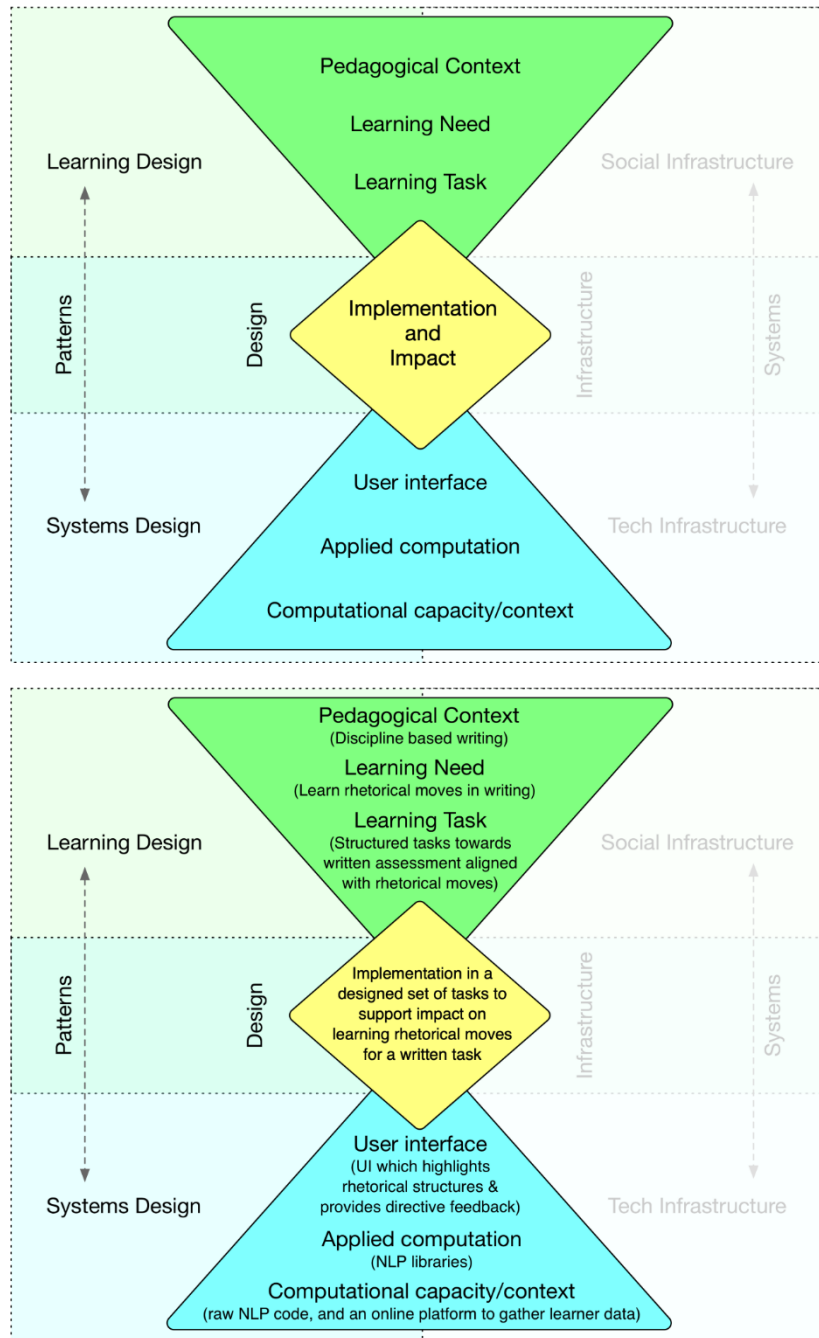 Pedagogical Context
Learning Need
Learning Design
Social Infrastructure
Learning Task
Patterns
Design
Implementation
and
Impact
Infrastructure
Systems
User interface
Systems Design
Applied computation
Tech Infrastructure
Computational capacity/context
Pedagogical Context
(Discipline based writing)
Learning Need
(Learn rhetorical moves in writing)
Learning Task
Learning Design
(Structured tasks towards
written assessment aligned
with rhetorical moves)
Social Infrastructure
Patterns
Design
Implementation in a
designed set of tasks to
support impact on
learning rhetorical moves
for a written task
Infrastructure
Systems
User interface
(UI which highlights
rhetorical structures &
provides directive feedback)
Systems Design
Tech Infrastructure
Applied computation
(NLP libraries)
Computational capacity/context
(raw NLP code, and an online platform to gather learner data)